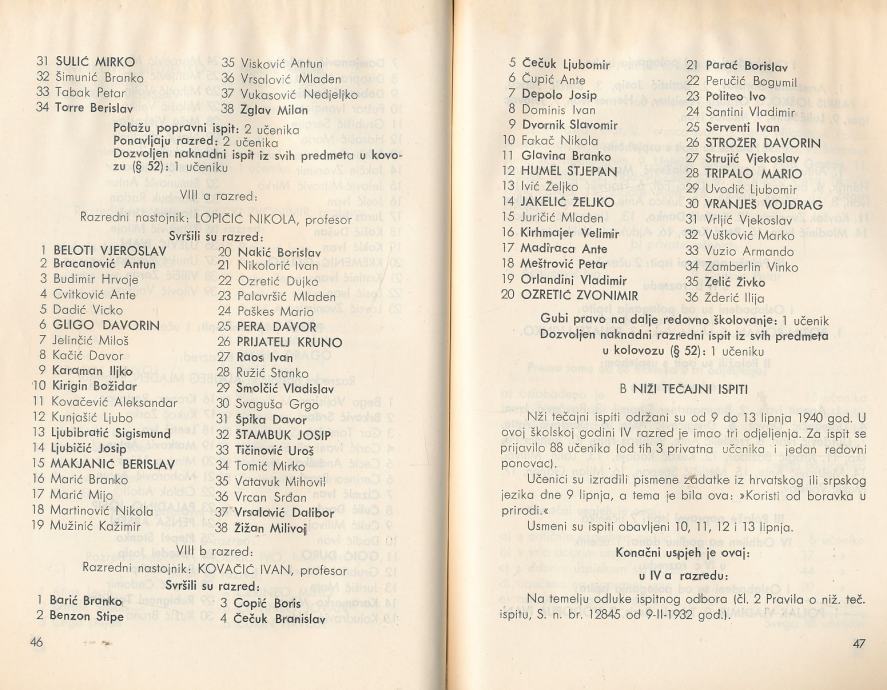 31 SULIĆ MIRKO
32 Šimunić Branko
33 Tabak Petar
34 Torre Berislav
35 Visković Antun
36 Vrsalović Mladen
37 Vukasović Nedjeljko
38 Zglav Milan
Polažu popravni ispit: 2 učenika
Ponavljaju razred: 2 učenika
Dozvoljen naknadni ispit iz svih predmeta u kovo-
zu (§ 52): 1 učeniku
VIII a razred:
Razredni nastojnik: LOPIČIĆ NIKOLA, profesor
Svršili su razred:
1 BELOTI VJEROSLAV
2 Bracanović Antun
3 Budimir Hrvoje
4 Cvitković Ante
5 Dadić Vicko
6 GLIGO DAVORIN
7 Jelinčić Miloš
8 Kačić Davor
9 Karaman Iljko
10 Kirigin Božidar
11 Kovačević Aleksandar
12 Kunjašić Ljubo
13 Ljubibratić Sigismund
14 Ljubičić Josip
15 MAKJANIĆ BERISLAV
16 Marić Branko
17 Marić Mijo
18 Martinović Nikola
19 Mužinić Kažimir
20 Nakić Borislav
21 Nikolorić Ivan
22 Ozretić Dujko
23 Palavršić Mladen
24 Paškes Mario
25 PERA DAVOR
26 PRIJATELJ KRUNO
27 Raos Ivan
28 Ružić Stanko
29 Smolčić Vladislav
30 Svaguša Grgo
31 Špika Davor
32 ŠTAMBUK JOSIP
33 Tičinović Uroš
34 Tomić Mirko
35 Vatavuk Mihovil
36 Vrcan Srđan
37 Vrsalović Dalibor
38 Žižan Milivoj
VIII b razred:
Razredni nastojnik: KOVAČIĆ IVAN, profesor
Svršili su razred:
1 Barić Branko
2 Benzon Stipe
3 Copić Boris
4 Čečuk Branislav
46
5 Čečuk Ljubomir
6 Čupić Ante
7 Depolo Josip
8 Dominis Ivan
9 Dvornik Slavomir
10 Fakač Nikola
11 Glavina Branko
12 HUMEL STJEPAN
13 Ivić Željko
14 JAKELIĆ ŽELJKO
15 Juričić Mladen
16 Kirhmajer Velimir
17 Madiraca Ante
18 Meštrović Petar
19 Orlandini Vladimir
20 OZRETIĆ ZVONIMIR
21 Parać Borislav
22 Peručić Bogumil
23 Politeo Ivo
24 Santini Vladimir
25 Serventi Ivan
26 STROŽER DAVORIN
27 Strujić Vjekoslav
28 TRIPALO MARIO
29 Uvodić Ljubomir
30 VRANJEŠ VOJDRAG
31 Vrljić Vjekoslav
32 Vušković Marko
33 Vuzio Armando
34 Zamberlin Vinko
35 Zelić Živko
36 Žderić Ilija
Gubi pravo na dalje redovno školovanje: 1 učenik
Dozvoljen naknadni razredni ispit iz svih predmeta
u kolovozu (§ 52): 1 učeniku
B NIŽI TEČAJNI ISPITI
Nži tečajni ispiti održani su od 9 do 13 lipnja 1940 god. U
ovoj školskoj godini IV razred je imao tri odjeljenja. Za ispit se
prijavilo 88 učenika (od tih 3 privatna učenika i jedan redovni
ponovac).
Učenici su izradili pismene zadatke iz hrvatskog ili srpskog
jezika dne 9 lipnja, a tema je bila ova: »Koristi od boravka u
prirodi.«
Usmeni su ispiti obavljeni 10, 11, 12 i 13 lipnja.
Konačni uspjeh je ovaj:
u IV a razredu:
Na temelju odluke ispitnog odbora (čl. 2 Pravila o niž. teč.
ispitu, S. n. br. 12845 od 9-II-1932 god.).
47